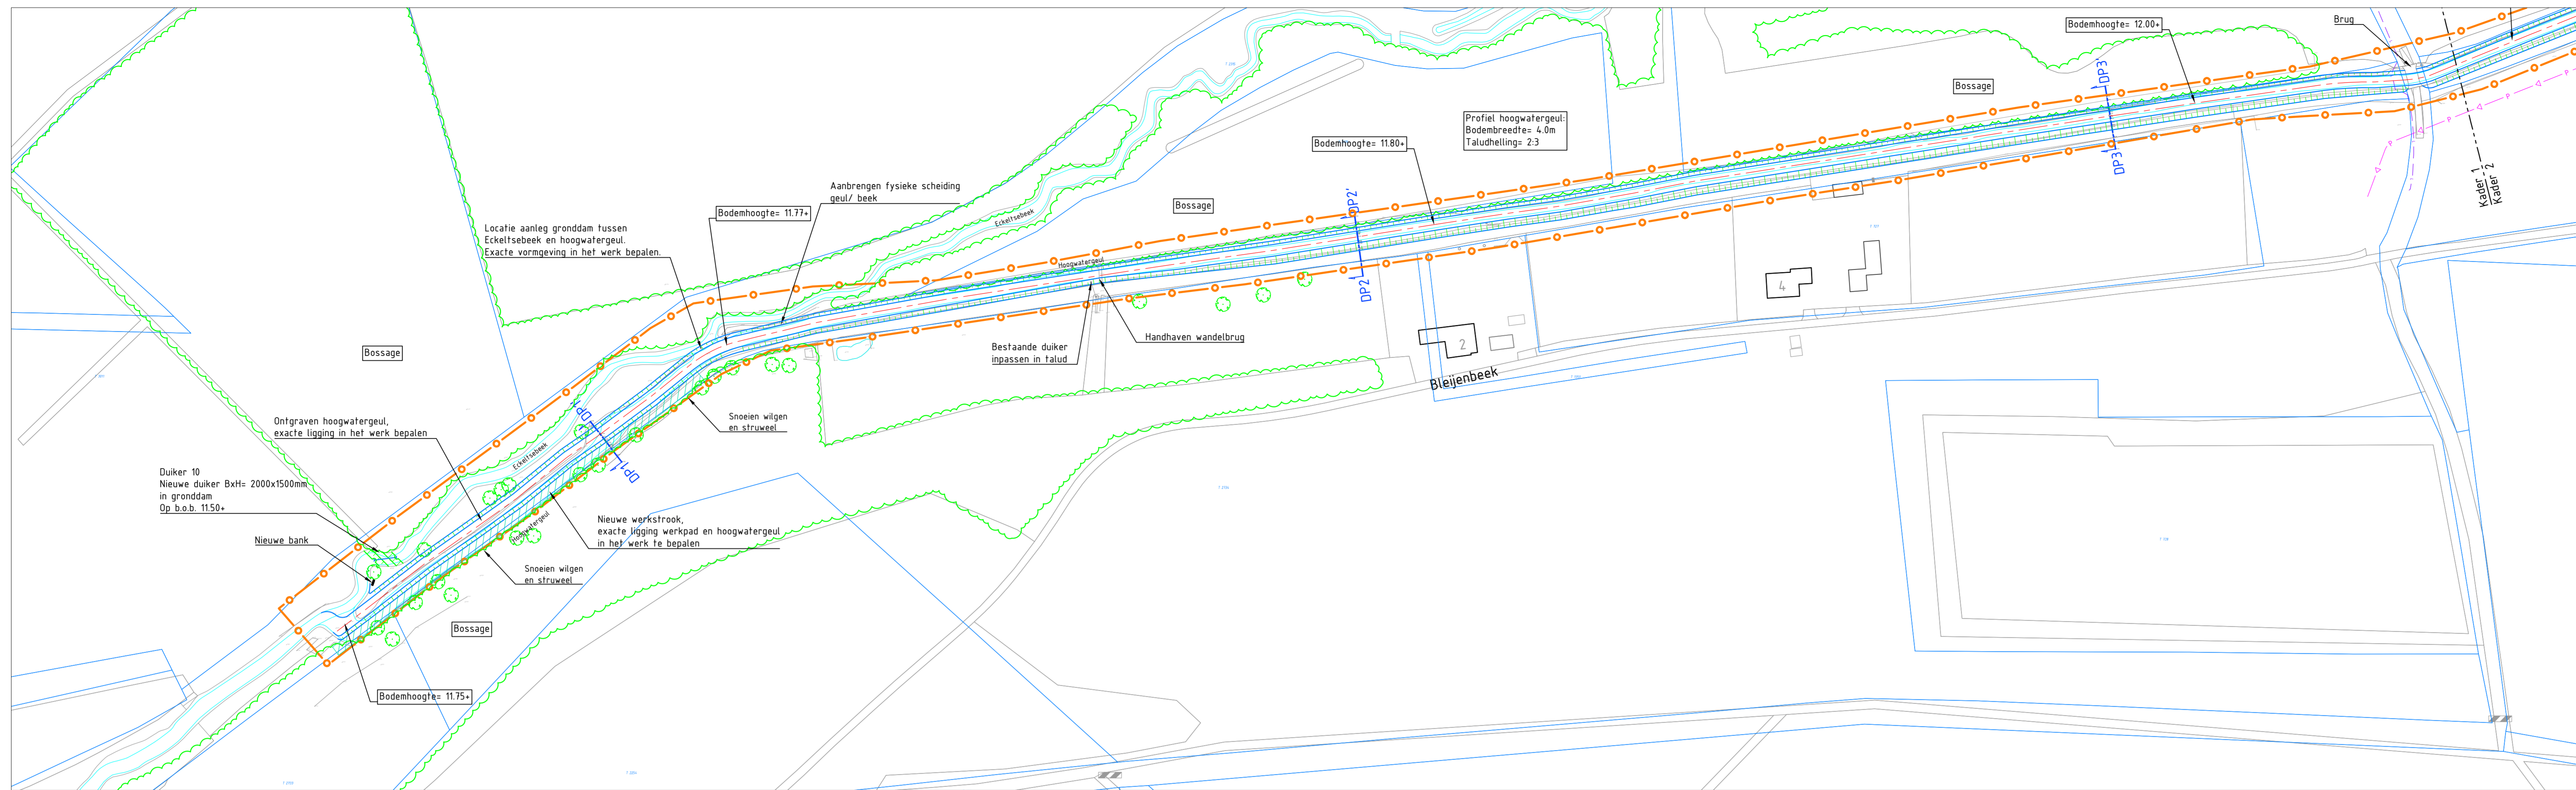 Bodemhoogte= 12.00+
Brug
Bossage
DP3'
DP3
Kader 1
Kader 2
P
P
P
Profiel hoogwatergeul:
Bodembreedte= 4.0m
Taludhelling= 2:3
Bodemhoogte= 11.80+
Aanbrengen fysieke scheiding
geul/ beek
Bodemhoogte= 11.77+
Bossage
DP2'
DP2
Eckeltsebeek
Hoogwatergeul
Locatie aanleg gronddam tussen
Eckeltsebeek en hoogwatergeul.
Exacte vormgeving in het werk bepalen.
4
2
Bleijenbeek
Handhaven wandelbrug
Bestaande duiker
inpassen in talud
Bossage
Snoeien wilgen
en struweel
DP1'
DP1
Ontgraven hoogwatergeul,
exacte ligging in het werk bepalen
Eckeltsebeek
Duiker 10
Nieuwe duiker BxH= 2000x1500mm
in gronddam
Op b.o.b. 11.50+
Nieuwe werkstrook,
exacte ligging werkpad en hoogwatergeul
in het werk te bepalen
Hoogwatergeul
Nieuwe bank
Snoeien wilgen
en struweel
Bossage
Bodemhoogte= 11.75+